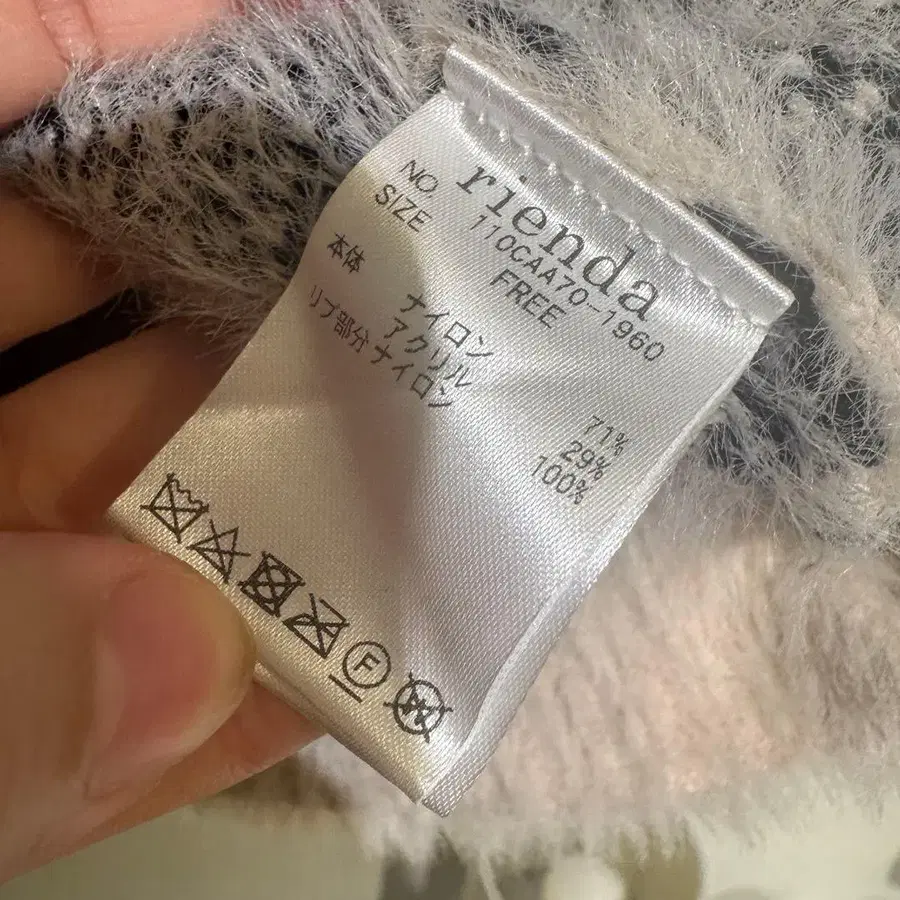 rienda
NO 110CAA70-1960
SIZE FREE
本体 ナイロン 71%
アクリル 29%
リブ部分 ナイロン 100%
F
W